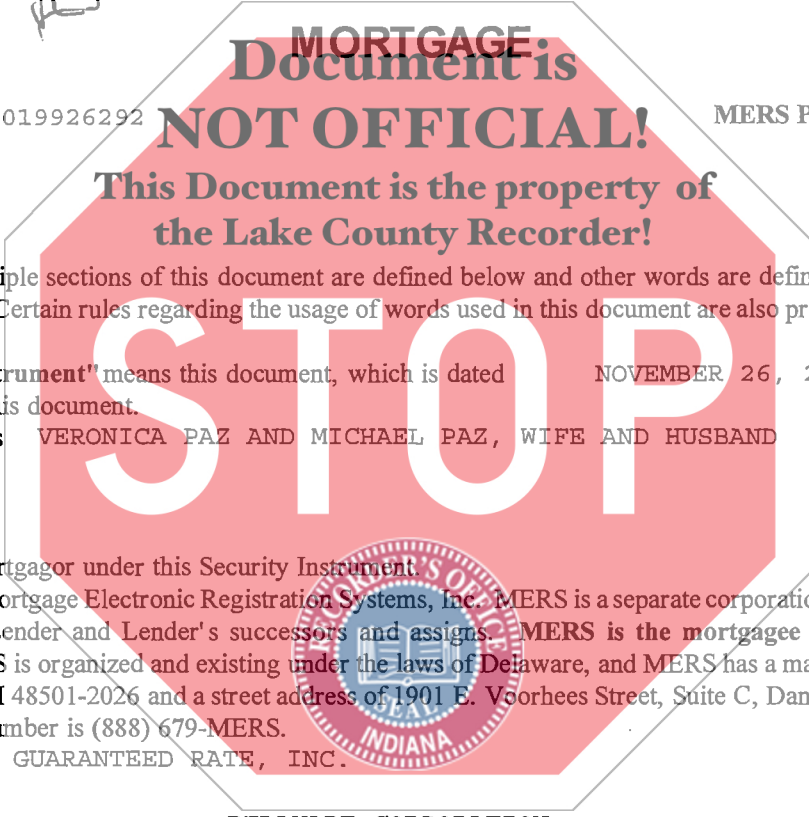 MORTGAGE
Document is
019926292 NOT OFFICIAL! MERS P
This Document is the property of
the Lake County Recorder!
iple sections of this document are defined below and other words are defin
Certain rules regarding the usage of words used in this document are also pr
trument" means this document, which is dated NOVEMBER 26, 2
is document.
s VERONICA PAZ AND MICHAEL PAZ, WIFE AND HUSBAND
STOP
rtgagor under this Security Instrument.
ortgage Electronic Registration Systems, Inc. MERS is a separate corporatio
ender and Lender's successors and assigns. MERS is the mortgagee
S is organized and existing under the laws of Delaware, and MERS has a ma
I 48501-2026 and a street address of 1901 E. Voorhees Street, Suite C, Dan
mber is (888) 679-MERS.
GUARANTEED RATE, INC.
RECORDER'S OFFICE
SEAL
INDIANA